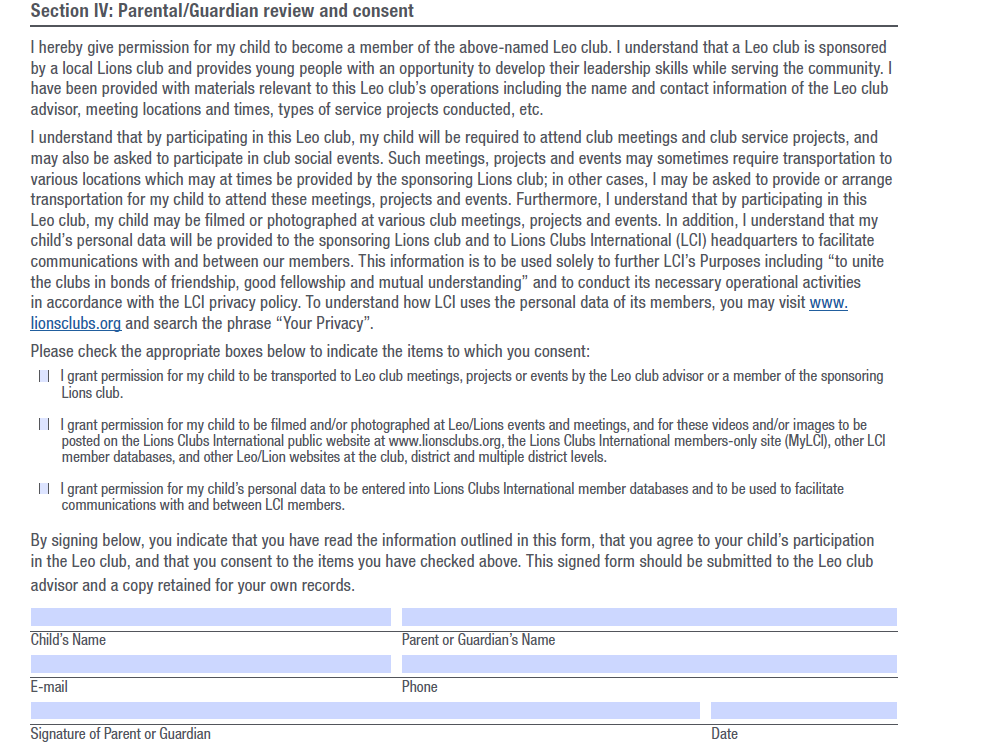 Section IV: Parental/Guardian review and consent
I hereby give permission for my child to become a member of the above-named Leo club. I understand that a Leo club is sponsored
by a local Lions club and provides young people with an opportunity to develop their leadership skills while serving the community. I
have been provided with materials relevant to this Leo club's operations including the name and contact information of the Leo club
advisor, meeting locations and times, types of service projects conducted, etc.
I understand that by participating in this Leo club, my child will be required to attend club meetings and club service projects, and
may also be asked to participate in club social events. Such meetings, projects and events may sometimes require transportation to
various locations which may at times be provided by the sponsoring Lions club; in other cases, I may be asked to provide or arrange
transportation for my child to attend these meetings, projects and events. Furthermore, I understand that by participating in this
Leo club, my child may be filmed or photographed at various club meetings, projects and events. In addition, I understand that my
child's personal data will be provided to the sponsoring Lions club and to Lions Clubs International (LCI) headquarters to facilitate
communications with and between our members. This information is to be used solely to further LCI's Purposes including “to unite
the clubs in bonds of friendship, good fellowship and mutual understanding” and to conduct its necessary operational activities
in accordance with the LCI privacy policy. To understand how LCI uses the personal data of its members, you may visit www.
lionsclubs.org and search the phrase “Your Privacy”.
Please check the appropriate boxes below to indicate the items to which you consent:
I grant permission for my child to be transported to Leo club meetings, projects or events by the Leo club advisor or a member of the sponsoring
Lions club.
I grant permission for my child to be filmed and/or photographed at Leo/Lions events and meetings, and for these videos and/or images to be
posted on the Lions Clubs International public website at www.lionsclubs.org, the Lions Clubs International members-only site (MyLCI), other LCI
member databases, and other Leo/Lion websites at the club, district and multiple district levels.
I grant permission for my child's personal data to be entered into Lions Clubs International member databases and to be used to facilitate
communications with and between LCI members.
By signing below, you indicate that you have read the information outlined in this form, that you agree to your child's participation
in the Leo club, and that you consent to the items you have checked above. This signed form should be submitted to the Leo club
advisor and a copy retained for your own records.
Child's Name Parent or Guardian's Name
E-mail Phone
Signature of Parent or Guardian Date